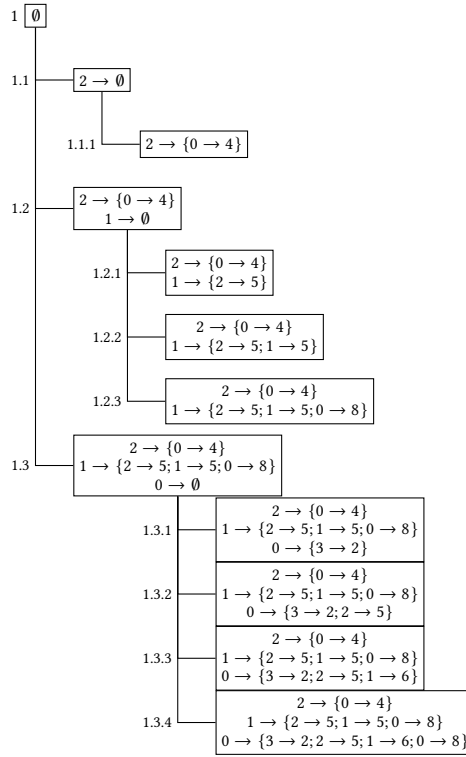 1 ∅
1.1 2 → ∅
1.1.1 2 → {0 → 4}
1.2 2 → {0 → 4}
1 → ∅
1.2.1 2 → {0 → 4}
1 → {2 → 5}
1.2.2 2 → {0 → 4}
1 → {2 → 5; 1 → 5}
1.2.3 2 → {0 → 4}
1 → {2 → 5; 1 → 5; 0 → 8}
1.3 2 → {0 → 4}
1 → {2 → 5; 1 → 5; 0 → 8}
0 → ∅
1.3.1 2 → {0 → 4}
1 → {2 → 5; 1 → 5; 0 → 8}
0 → {3 → 2}
1.3.2 2 → {0 → 4}
1 → {2 → 5; 1 → 5; 0 → 8}
0 → {3 → 2; 2 → 5}
1.3.3 2 → {0 → 4}
1 → {2 → 5; 1 → 5; 0 → 8}
0 → {3 → 2; 2 → 5; 1 → 6}
1.3.4 2 → {0 → 4}
1 → {2 → 5; 1 → 5; 0 → 8}
0 → {3 → 2; 2 → 5; 1 → 6; 0 → 8}